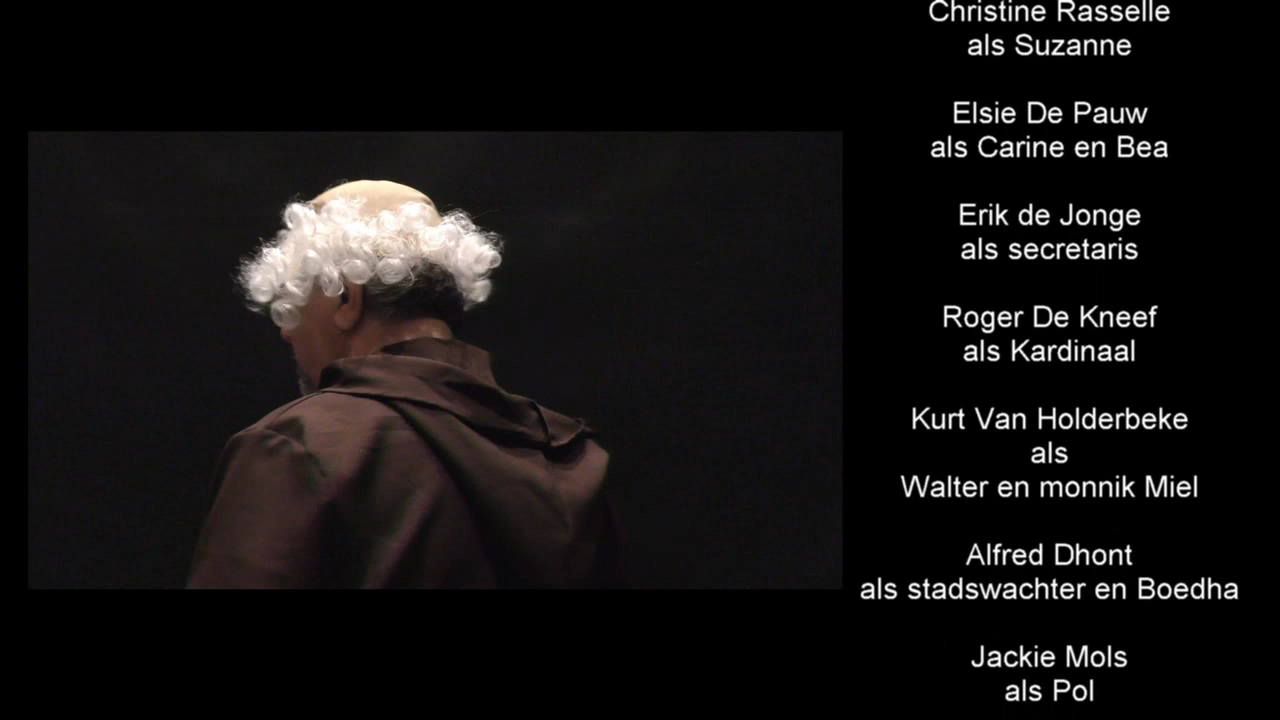 Christine Rasselle
als Suzanne
Elsie De Pauw
als Carine en Bea
Erik de Jonge
als secretaris
Roger De Kneef
als Kardinaal
Kurt Van Holderbeke
als
Walter en monnik Miel
Alfred Dhont
als stadswachter en Boedha
Jackie Mols
als Pol